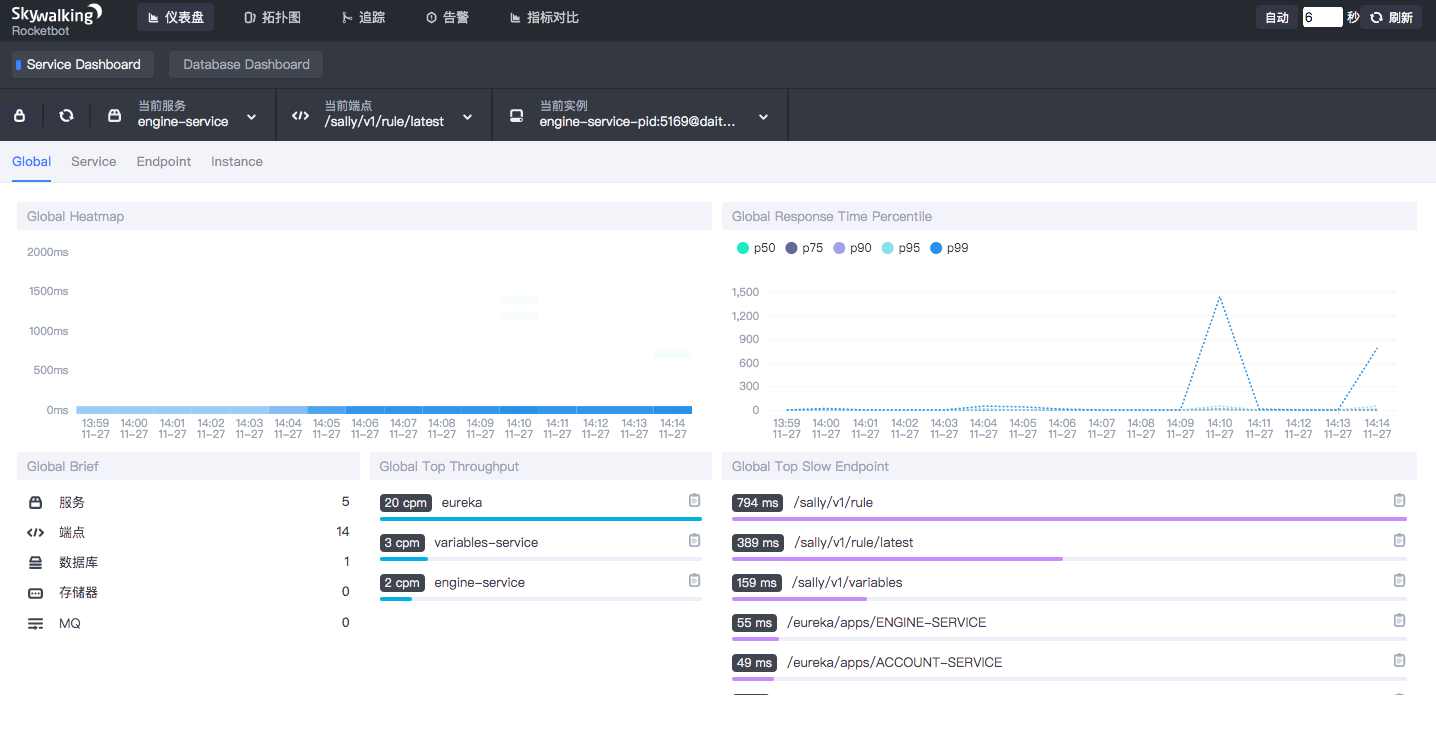 Skywalking
Rocketbot
仪表盘
拓扑图
追踪
告警
指标对比
自动
6
秒
刷新
Service Dashboard
Database Dashboard
当前服务
engine-service
当前端点
/sally/v1/rule/latest
当前实例
engine-service-pid:5169@dait...
Global
Service
Endpoint
Instance
Global Heatmap
2000ms
1500ms
1000ms
500ms
0ms
13:59 14:00 14:01 14:02 14:03 14:04 14:05 14:06 14:07 14:08 14:09 14:10 14:11 14:12 14:13 14:14
11-27 11-27 11-27 11-27 11-27 11-27 11-27 11-27 11-27 11-27 11-27 11-27 11-27 11-27 11-27 11-27
Global Response Time Percentile
p50 p75 p90 p95 p99
1,500
1,200
900
600
300
0
13:59 14:00 14:01 14:02 14:03 14:04 14:05 14:06 14:07 14:08 14:09 14:10 14:11 14:12 14:13 14:14
11-27 11-27 11-27 11-27 11-27 11-27 11-27 11-27 11-27 11-27 11-27 11-27 11-27 11-27 11-27 11-27
Global Brief
服务 5
端点 14
数据库 1
存储器 0
MQ 0
Global Top Throughput
20 cpm eureka
3 cpm variables-service
2 cpm engine-service
Global Top Slow Endpoint
794 ms /sally/v1/rule
389 ms /sally/v1/rule/latest
159 ms /sally/v1/variables
55 ms /eureka/apps/ENGINE-SERVICE
49 ms /eureka/apps/ACCOUNT-SERVICE